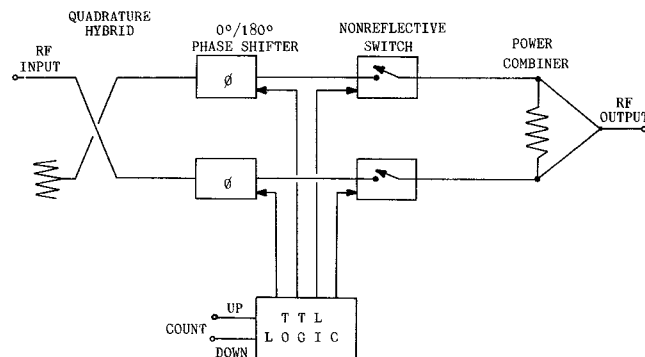 QUADRATURE
HYBRID
0°/180°
PHASE SHIFTER
NONREFLECTIVE
SWITCH
POWER
COMBINER
RF
INPUT
ø
RF
OUTPUT
ø
UP
COUNT
DOWN
T T L
L O G I C